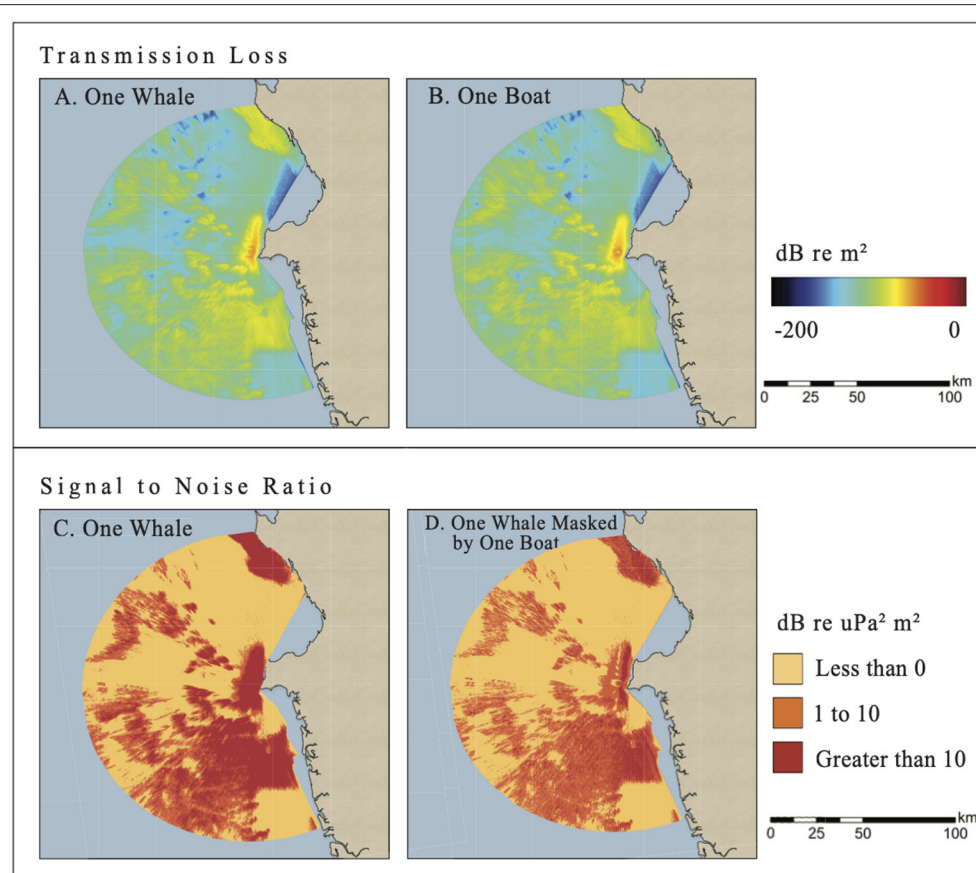 Transmission Loss
A. One Whale
B. One Boat
dB re m²
-200 0
km
0 25 50 100
Signal to Noise Ratio
C. One Whale
D. One Whale Masked
by One Boat
dB re uPa² m²
Less than 0
1 to 10
Greater than 10
km
0 25 50 100